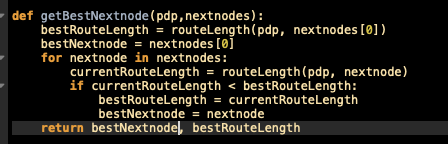 def getBestNextnode(pdp,nextnodes):
    bestRouteLength = routeLength(pdp, nextnodes[0])
    bestNextnode = nextnodes[0]
    for nextnode in nextnodes:
        currentRouteLength = routeLength(pdp, nextnode)
        if currentRouteLength < bestRouteLength:
            bestRouteLength = currentRouteLength
            bestNextnode = nextnode
    return bestNextnode, bestRouteLength